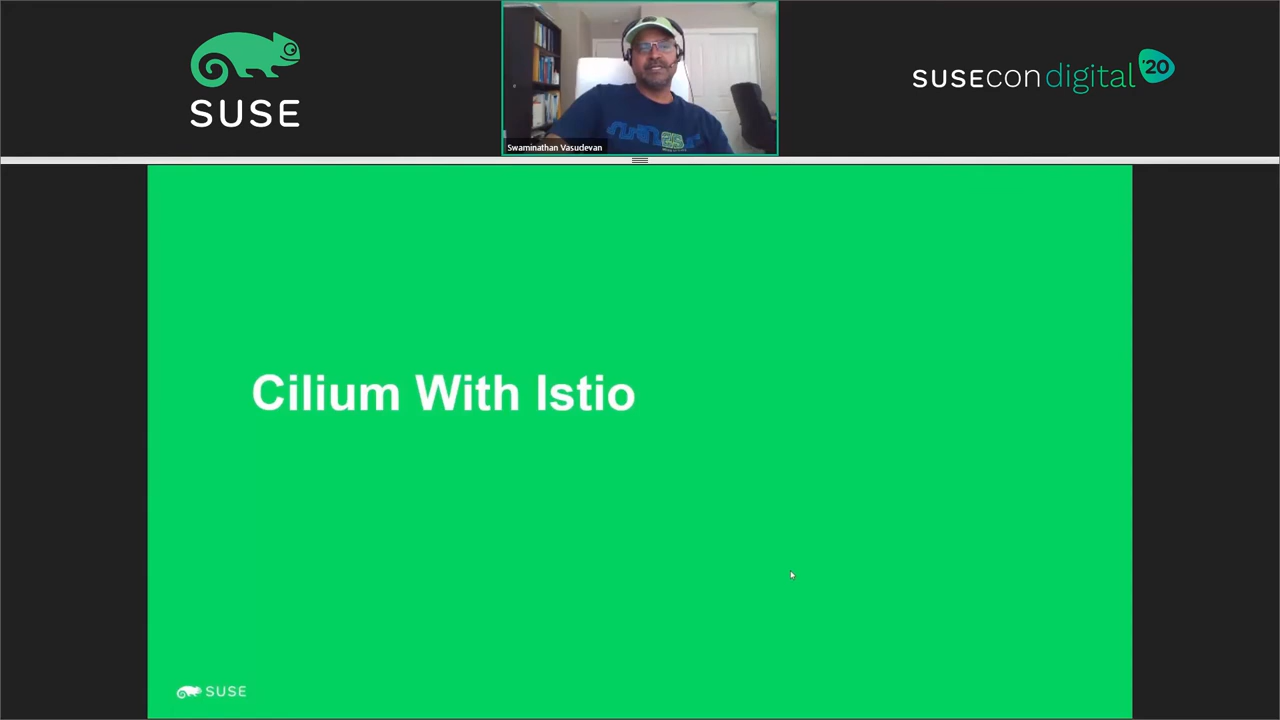 SUSE
Swaminathan Vasudevan
SUSEcon digital '20
Cilium With Istio
SUSE